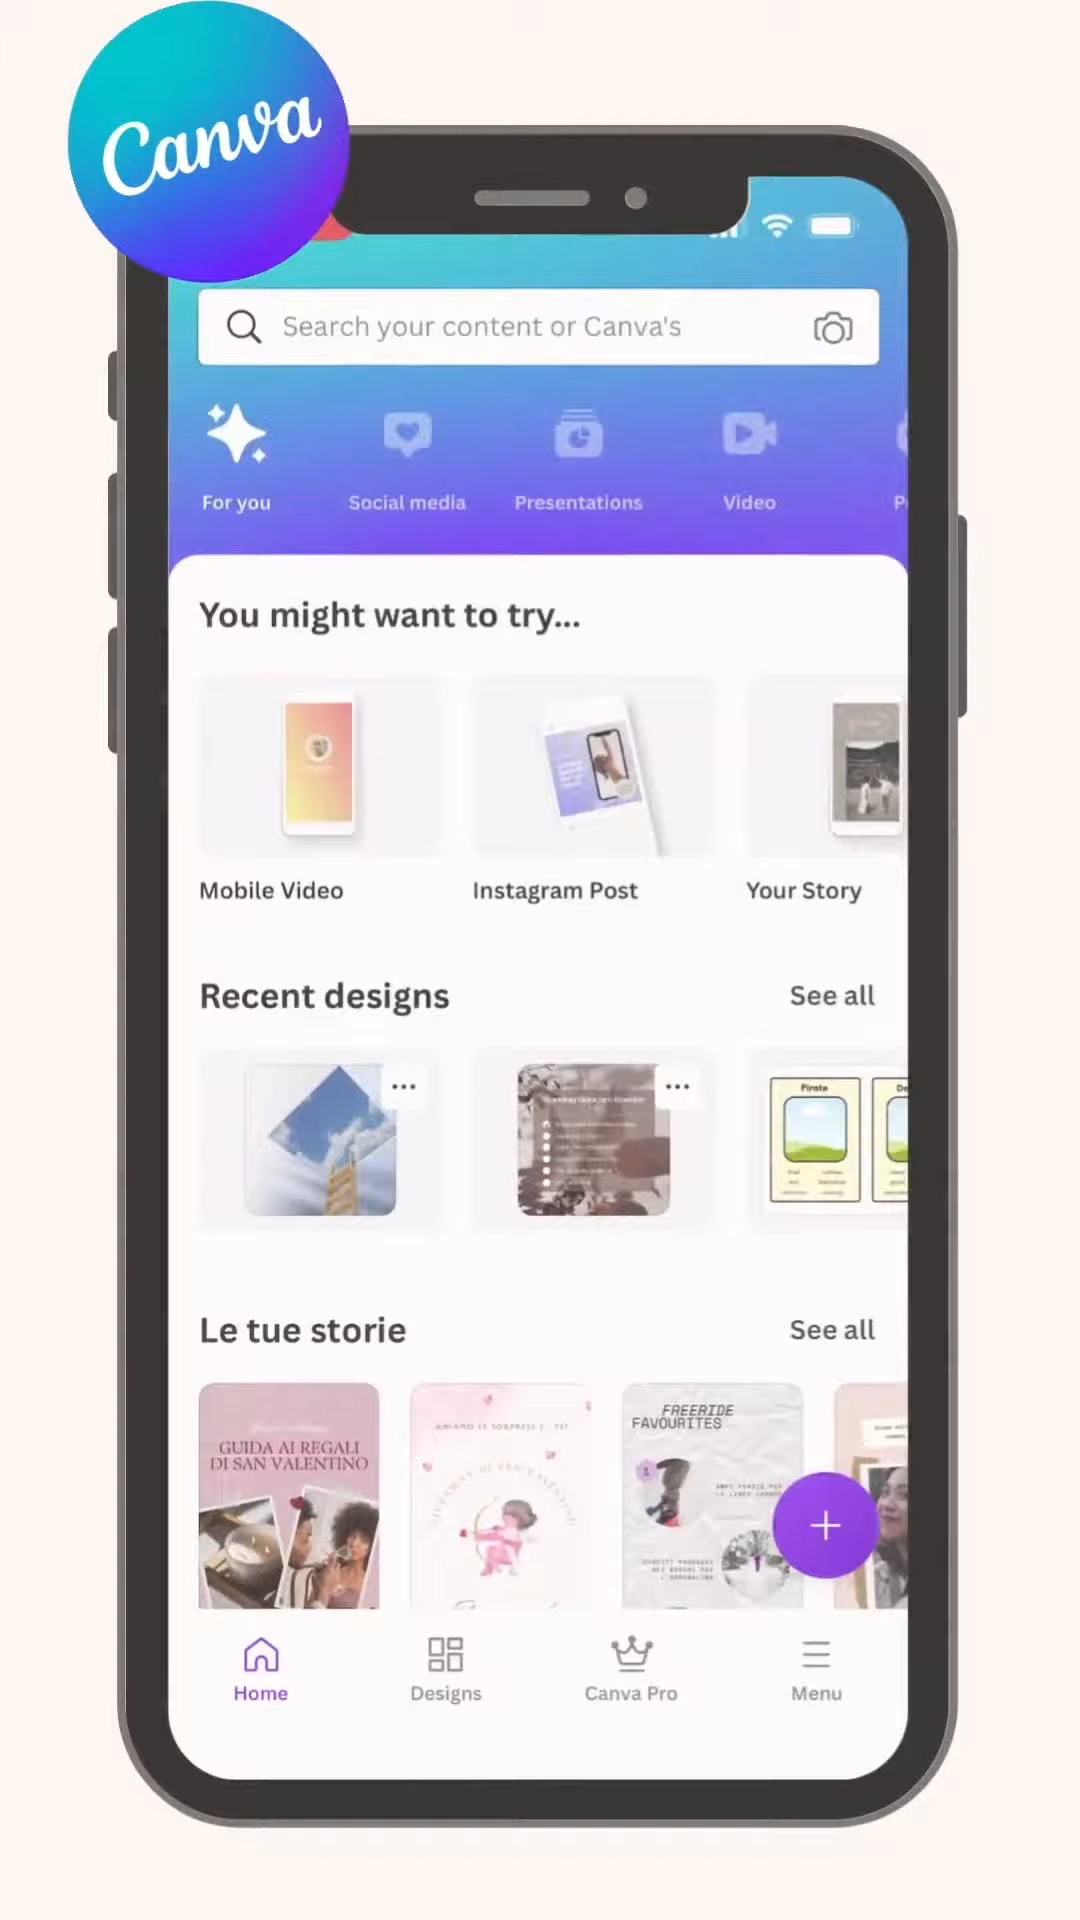 Canva
Search your content or Canva's
For you
Social media
Presentations
Video
You might want to try...
Mobile Video
Instagram Post
Your Story
Recent designs
See all
Pirate
Le tue storie
See all
GUIDA AI REGALI
DI SAN VALENTINO
FREERIDE
FAVOURITES
1
Home
Designs
Canva Pro
Menu